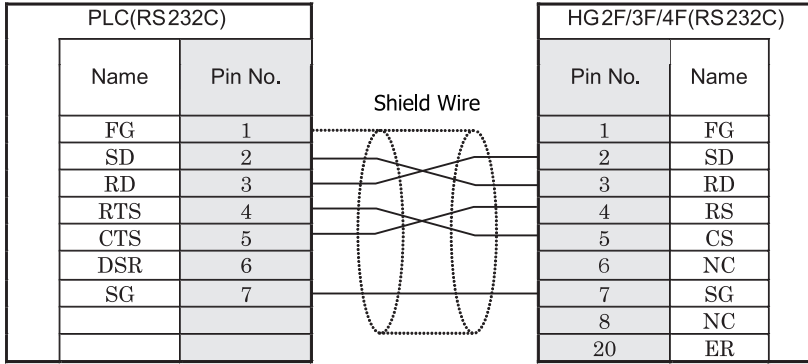 PLC(RS232C) HG2F/3F/4F(RS232C)
Name Pin No. Pin No. Name
Shield Wire
FG 1 1 FG
SD 2 2 SD
RD 3 3 RD
RTS 4 4 RS
CTS 5 5 CS
DSR 6 6 NC
SG 7 7 SG
8 NC
20 ER